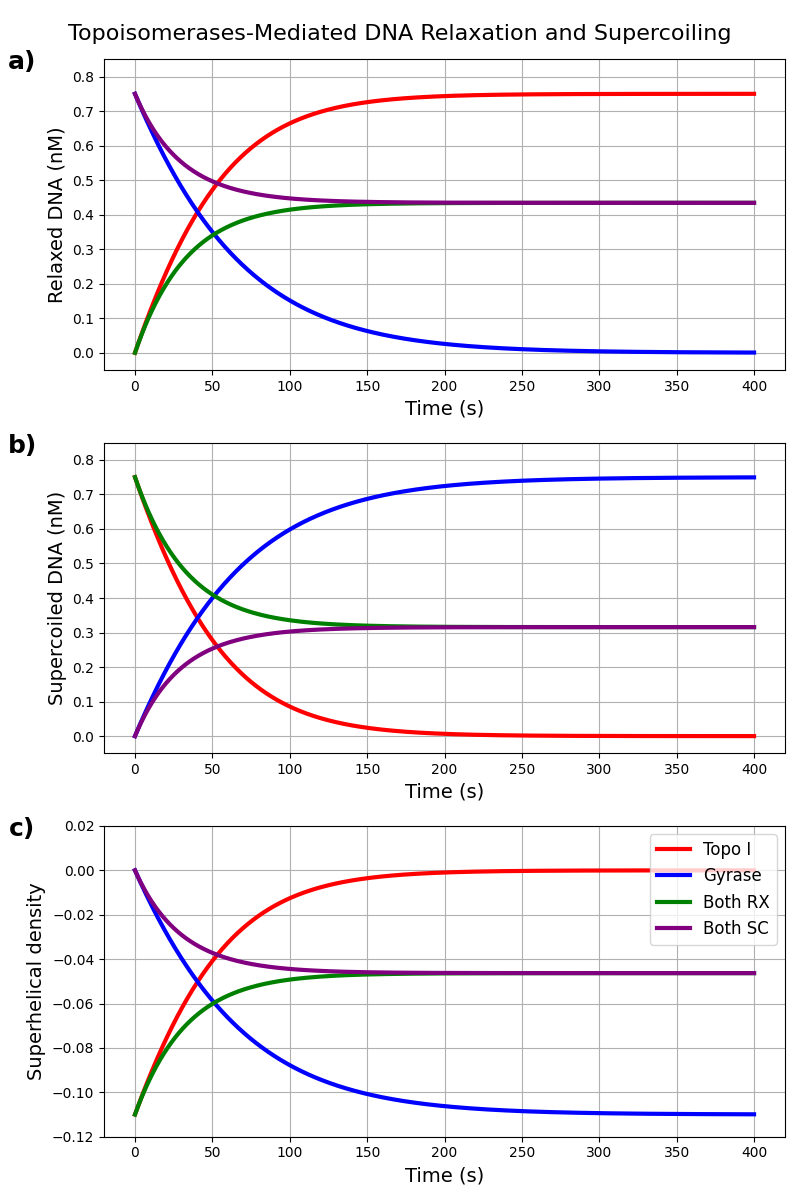 Topoisomerases-Mediated DNA Relaxation and Supercoiling
a)
Relaxed DNA (nM)
0.8
0.7
0.6
0.5
0.4
0.3
0.2
0.1
0.0
0 50 100 150 200 250 300 350 400
Time (s)
b)
Supercoiled DNA (nM)
0.8
0.7
0.6
0.5
0.4
0.3
0.2
0.1
0.0
0 50 100 150 200 250 300 350 400
Time (s)
c)
Superhelical density
0.02
0.00
−0.02
−0.04
−0.06
−0.08
−0.10
−0.12
Topo I
Gyrase
Both RX
Both SC
0 50 100 150 200 250 300 350 400
Time (s)